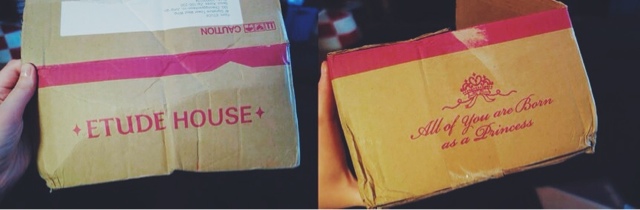 CAUTION
ETUDE HOUSE
All of You are Born
as a Princess